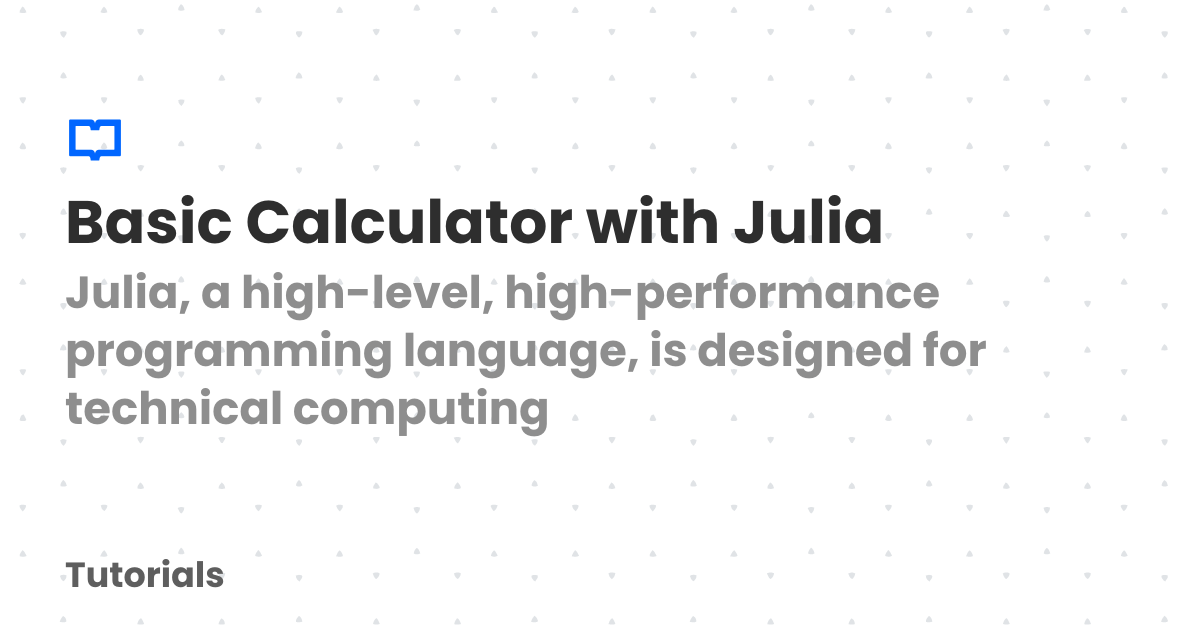 Basic Calculator with Julia
Julia, a high-level, high-performance
programming language, is designed for
technical computing
Tutorials